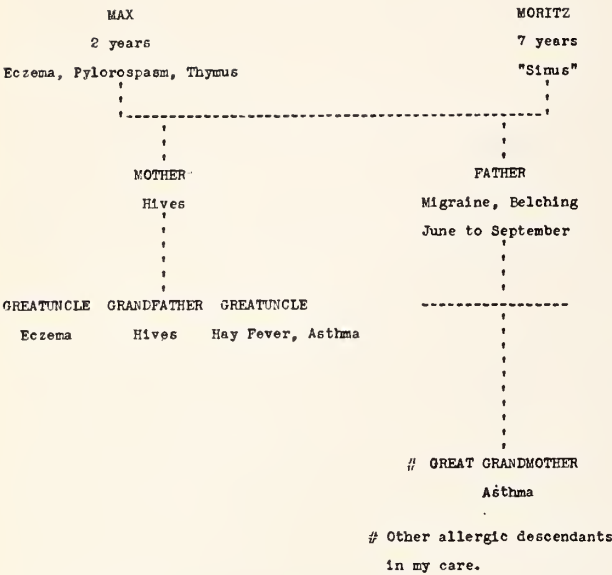 MAX MORITZ
2 years 7 years
Eczema, Pylorospasm, Thymus "Sinus"
MOTHER FATHER
Hives Migraine, Belching
June to September
GREATUNCLE GRANDFATHER GREATUNCLE
Eczema Hives Hay Fever, Asthma
# GREAT GRANDMOTHER
Asthma
# Other allergic descendants
in my care.